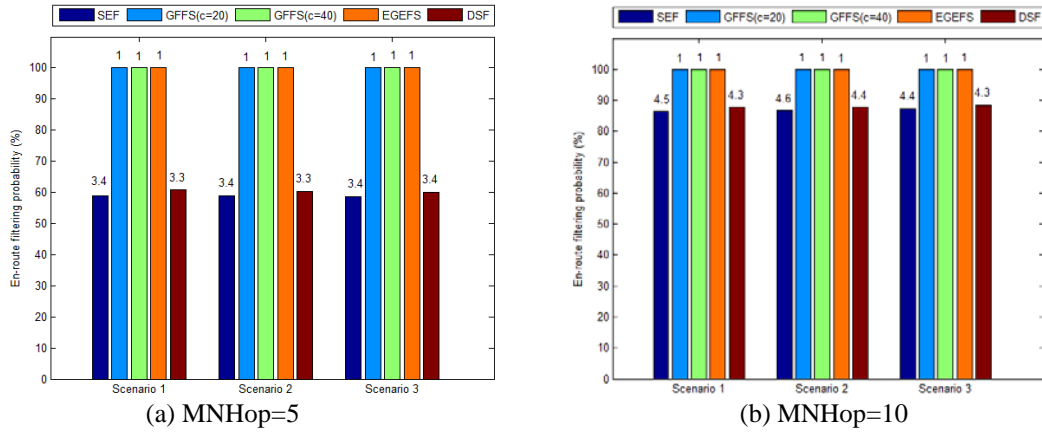 SEF GFFS(c=20) GFFS(c=40) EGEFS DSF
1 1 1 1 1 1 1 1 1
3.4 3.3 3.4 3.3 3.4 3.4
100
90
80
70
60
50
40
30
20
10
0
En-route filtering probability (%)
Scenario 1 Scenario 2 Scenario 3
(a) MNHop=5
SEF GFFS(c=20) GFFS(c=40) EGEFS DSF
1 1 1 1 1 1 1 1 1
4.5 4.3 4.6 4.4 4.4 4.3
100
90
80
70
60
50
40
30
20
10
0
En-route filtering probability (%)
Scenario 1 Scenario 2 Scenario 3
(b) MNHop=10